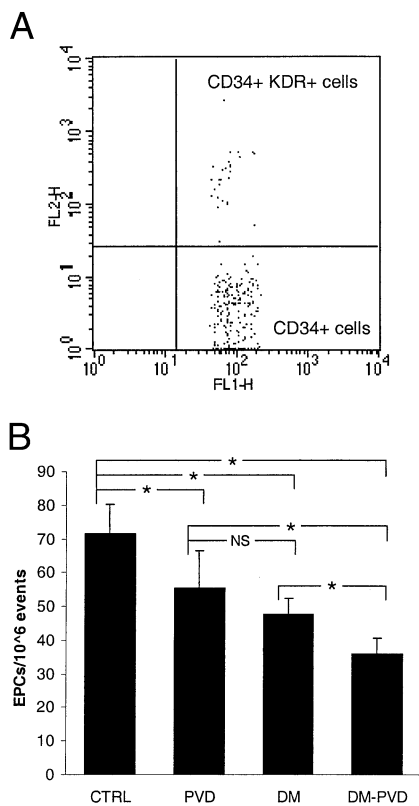 A
10^4
CD34+ KDR+ cells
10^3
FL2-H
10^2
10^1
CD34+ cells
10^0
10^0 10^1 10^2 10^3 10^4
FL1-H
B
90
80
70
60
50
40
30
20
10
0
EPCs/10^6 events
*
*
*
*
NS
*
CTRL PVD DM DM-PVD